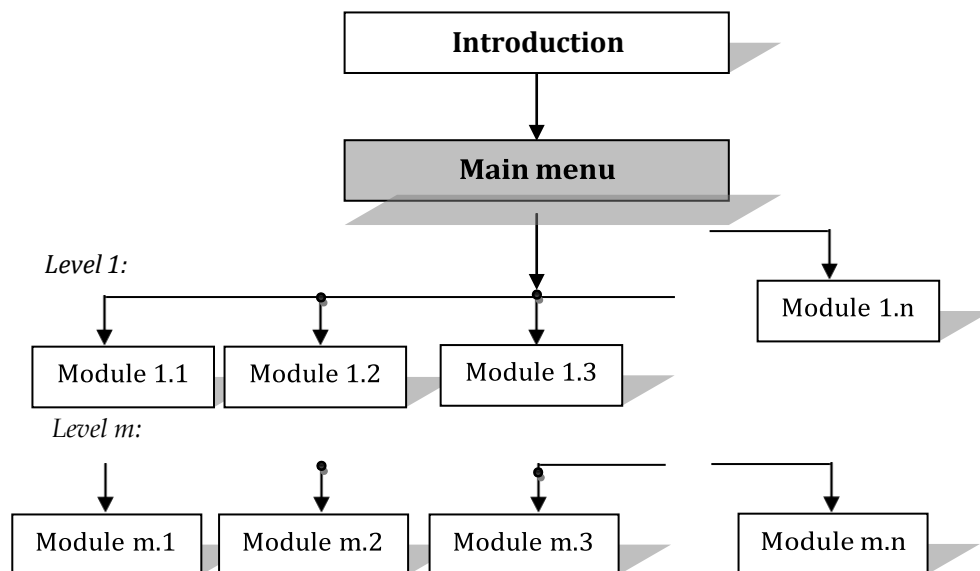 Introduction
Main menu
Level 1:
Module 1.n
Module 1.1
Module 1.2
Module 1.3
Level m:
Module m.1
Module m.2
Module m.3
Module m.n